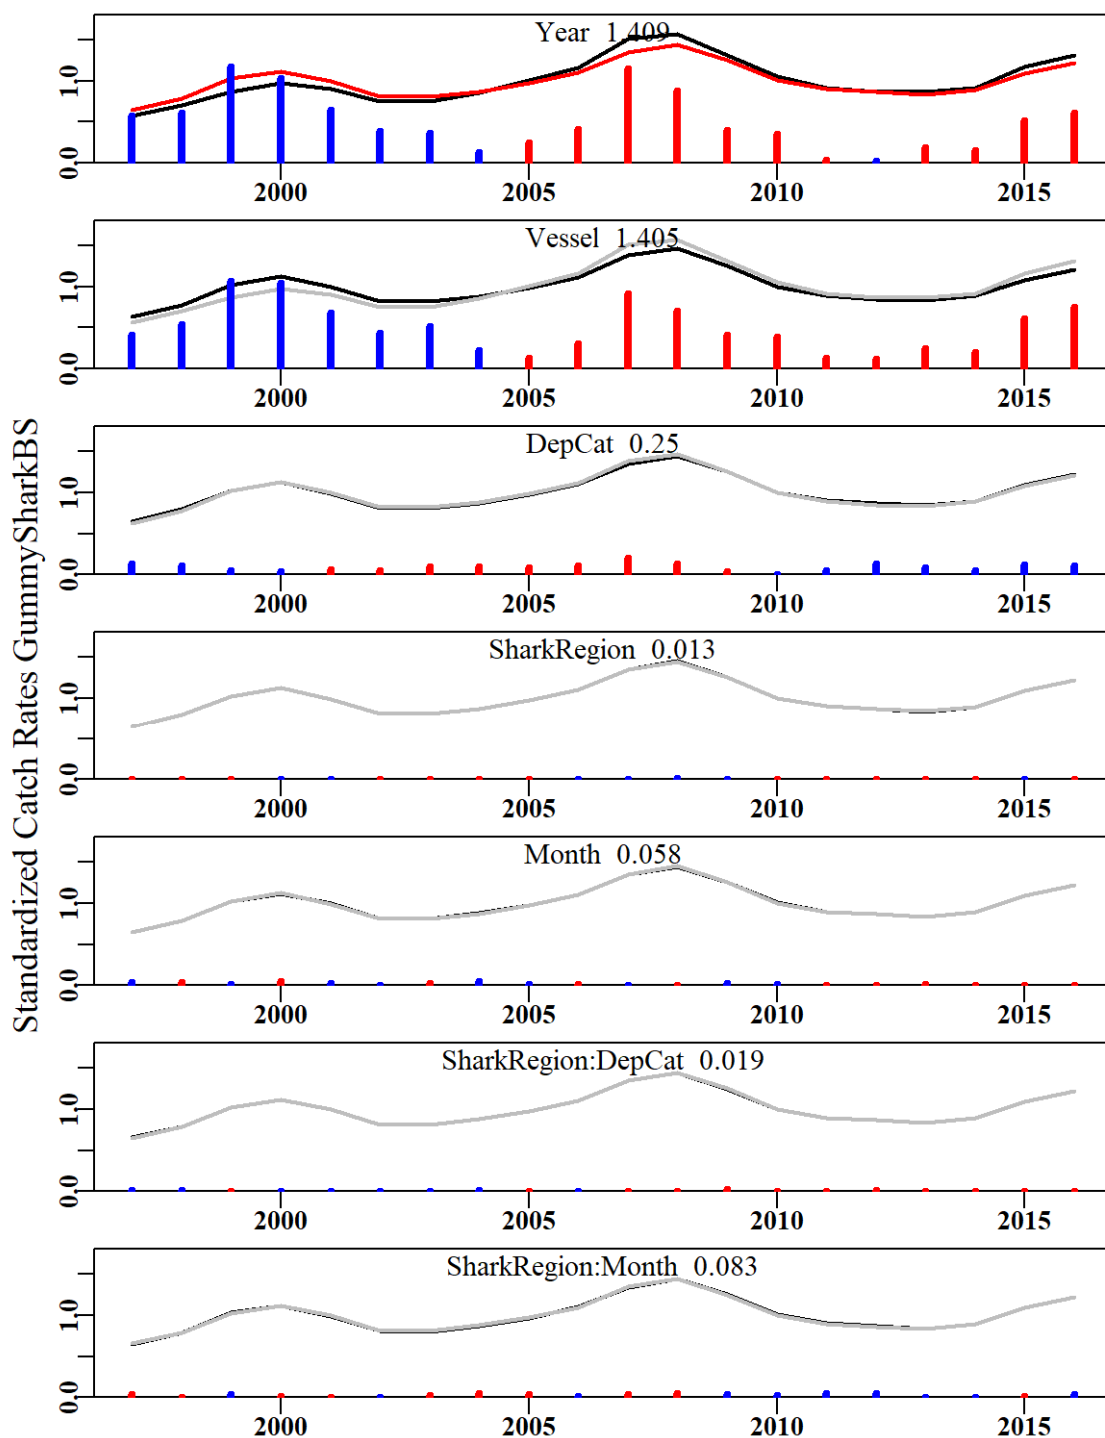 Standardized Catch Rates GummySharkBS
Year 1.409
0.0 1.0
2000 2005 2010 2015
Vessel 1.405
0.0 1.0
2000 2005 2010 2015
DepCat 0.25
0.0 1.0
2000 2005 2010 2015
SharkRegion 0.013
0.0 1.0
2000 2005 2010 2015
Month 0.058
0.0 1.0
2000 2005 2010 2015
SharkRegion:DepCat 0.019
0.0 1.0
2000 2005 2010 2015
SharkRegion:Month 0.083
0.0 1.0
2000 2005 2010 2015